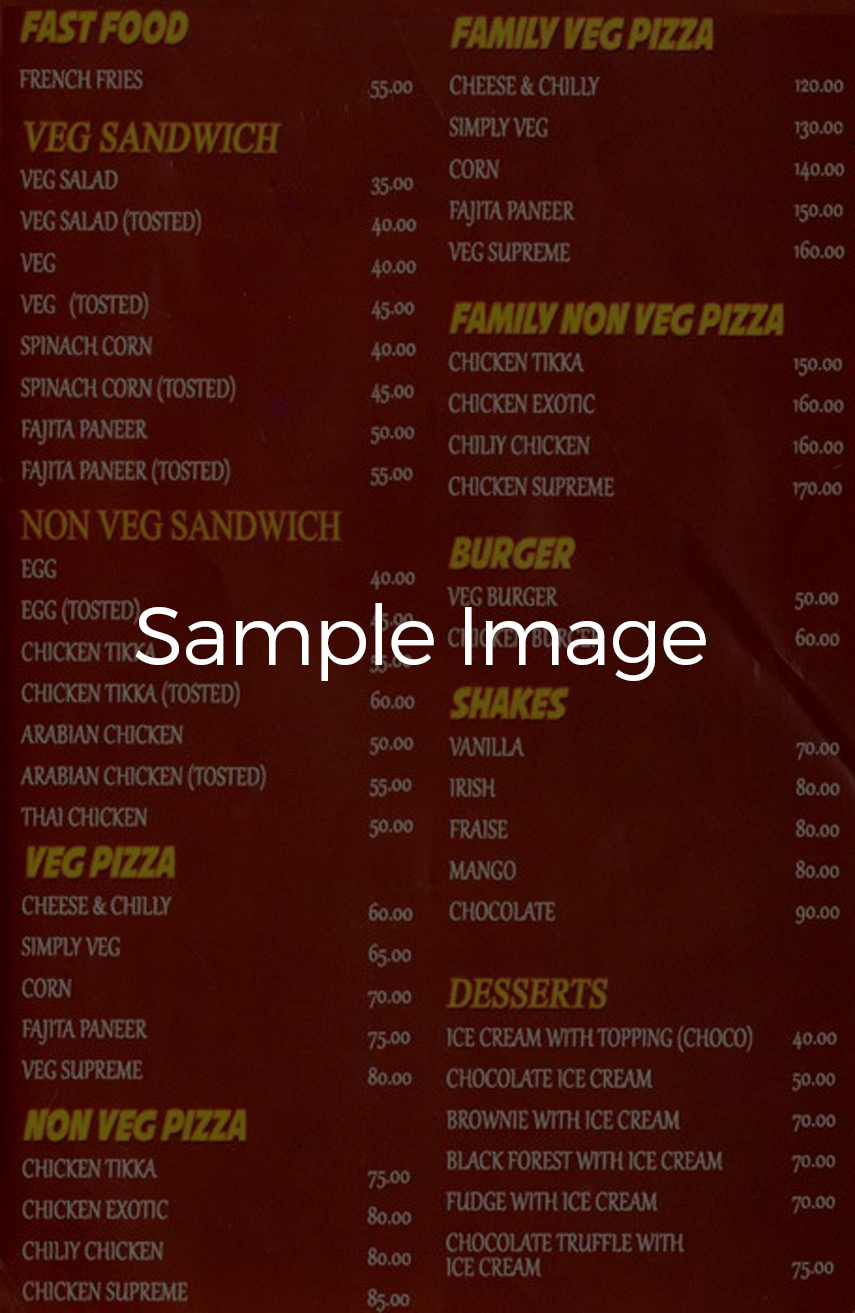 FAST FOOD
FRENCH FRIES 55.00
VEG SANDWICH
VEG SALAD 35.00
VEG SALAD (TOSTED) 40.00
VEG 40.00
VEG (TOSTED) 45.00
SPINACH CORN 40.00
SPINACH CORN (TOSTED) 45.00
FAJITA PANEER 50.00
FAJITA PANEER (TOSTED) 55.00
NON VEG SANDWICH
EGG 40.00
EGG (TOSTED) 45.00
CHICKEN TIKKA 55.00
CHICKEN TIKKA (TOSTED) 60.00
ARABIAN CHICKEN 50.00
ARABIAN CHICKEN (TOSTED) 55.00
THAI CHICKEN 50.00
VEG PIZZA
CHEESE & CHILLY 60.00
SIMPLY VEG 65.00
CORN 70.00
FAJITA PANEER 75.00
VEG SUPREME 80.00
NON VEG PIZZA
CHICKEN TIKKA 75.00
CHICKEN EXOTIC 80.00
CHILIY CHICKEN 80.00
CHICKEN SUPREME 85.00
FAMILY VEG PIZZA
CHEESE & CHILLY 120.00
SIMPLY VEG 130.00
CORN 140.00
FAJITA PANEER 150.00
VEG SUPREME 160.00
FAMILY NON VEG PIZZA
CHICKEN TIKKA 150.00
CHICKEN EXOTIC 160.00
CHILIY CHICKEN 160.00
CHICKEN SUPREME 170.00
BURGER
VEG BURGER 50.00
CHICKEN BURGER 60.00
SHAKES
VANILLA 70.00
IRISH 80.00
FRAISE 80.00
MANGO 80.00
CHOCOLATE 90.00
DESSERTS
ICE CREAM WITH TOPPING (CHOCO) 40.00
CHOCOLATE ICE CREAM 50.00
BROWNIE WITH ICE CREAM 70.00
BLACK FOREST WITH ICE CREAM 70.00
FUDGE WITH ICE CREAM 70.00
CHOCOLATE TRUFFLE WITH
ICE CREAM 75.00
Sample Image